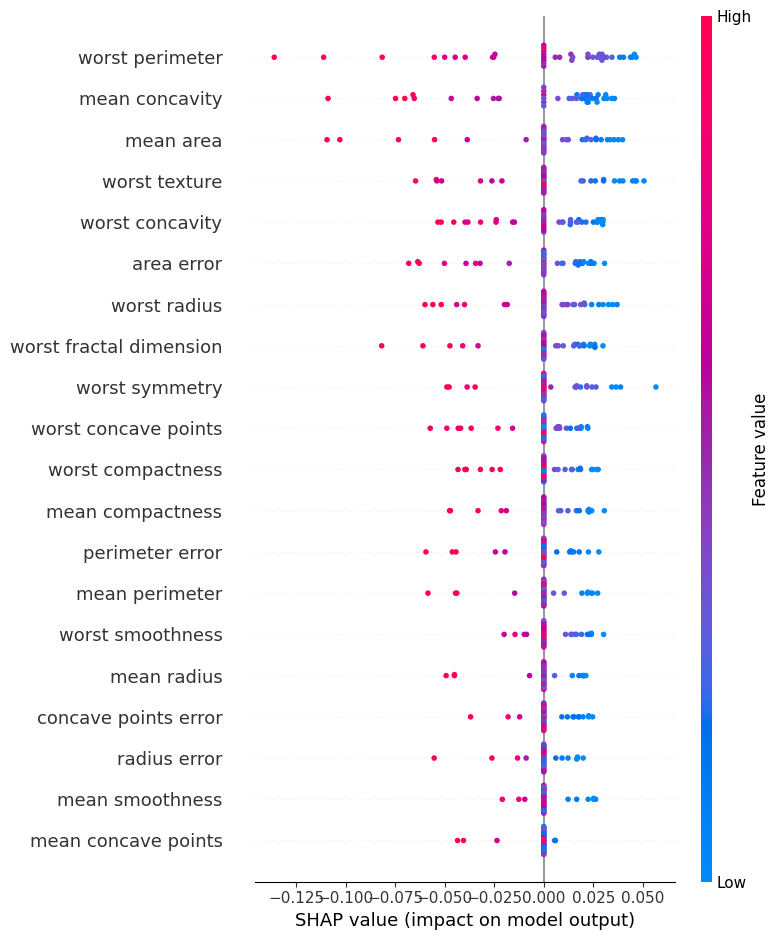 High
worst perimeter
mean concavity
mean area
worst texture
worst concavity
area error
worst radius
worst fractal dimension
worst symmetry
worst concave points
worst compactness
mean compactness
perimeter error
mean perimeter
worst smoothness
mean radius
concave points error
radius error
mean smoothness
mean concave points
Feature value
Low
−0.125 −0.100 −0.075 −0.050 −0.025 0.000 0.025 0.050
SHAP value (impact on model output)